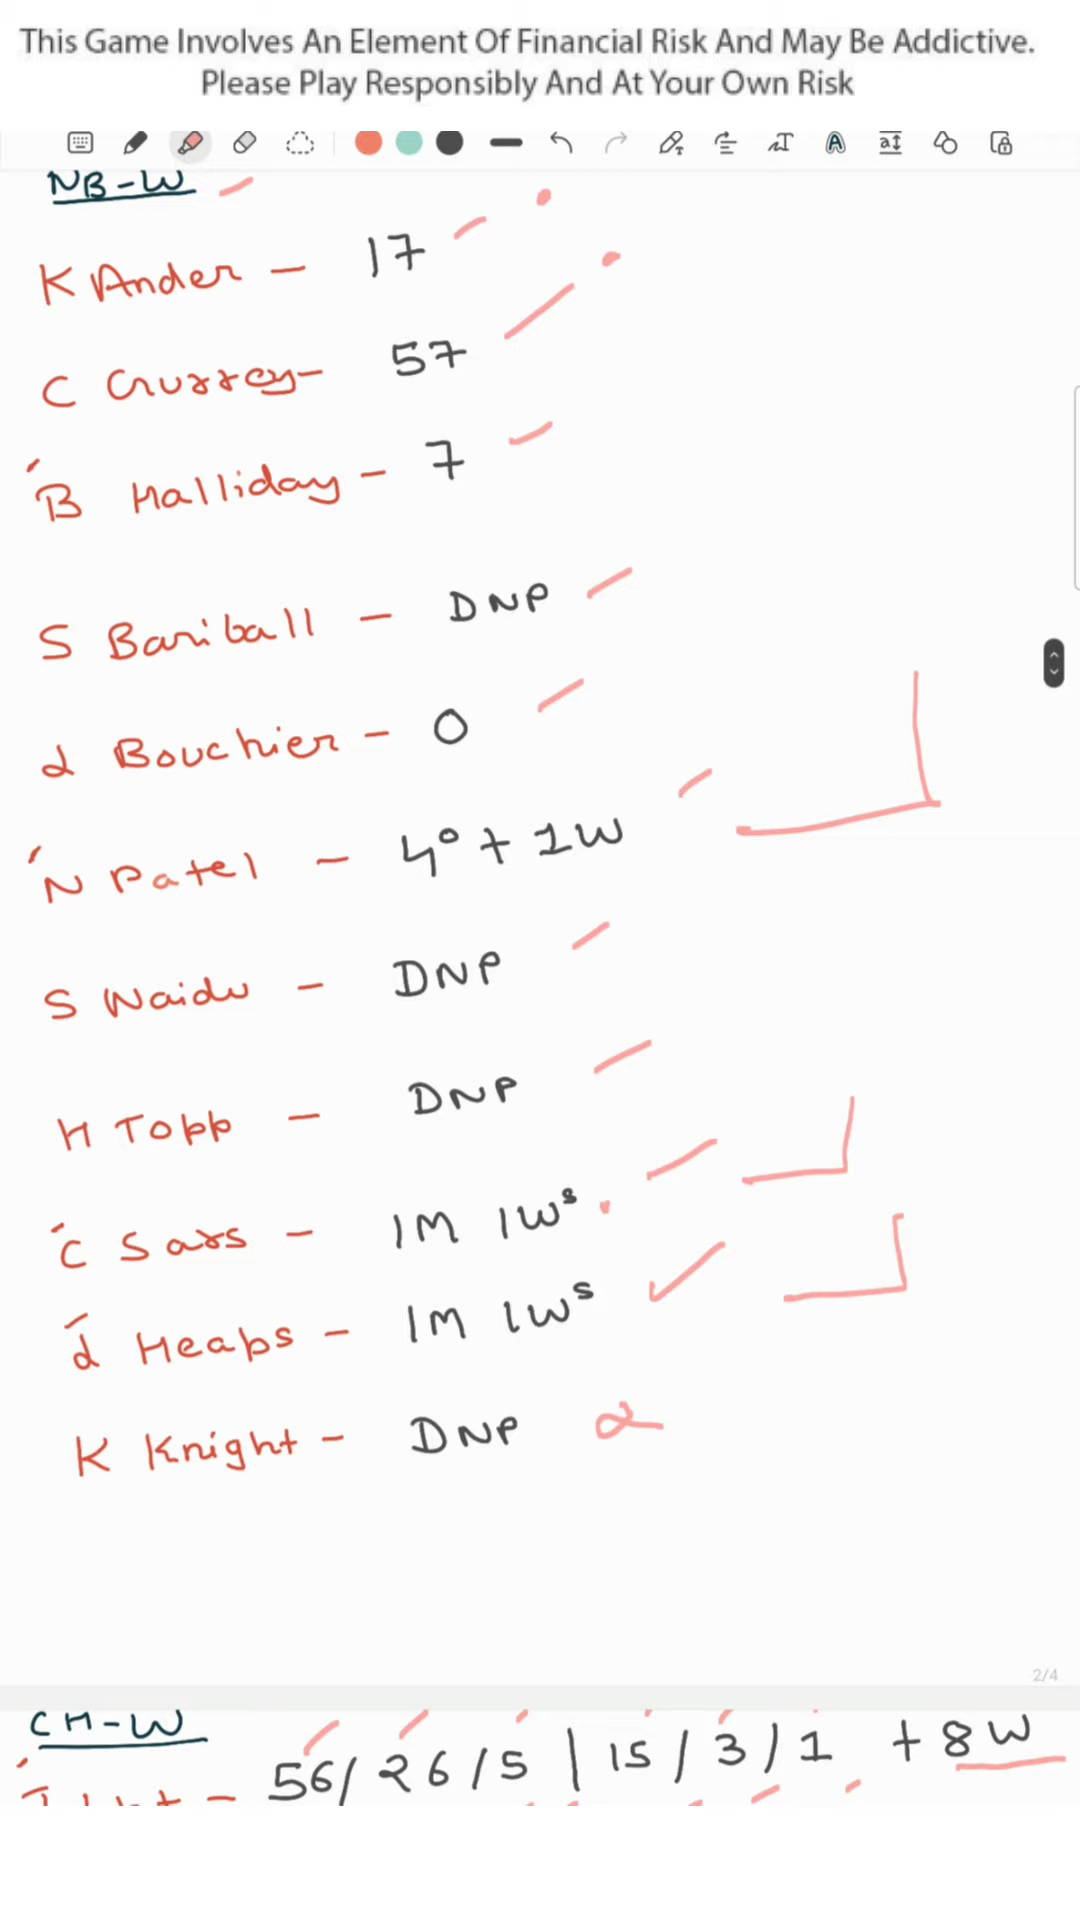 This Game Involves An Element Of Financial Risk And May Be Addictive.
Please Play Responsibly And At Your Own Risk
NB-W
K Ander - 17
C Gurrey - 57
B Halliday - 7
S Bariball - DNP
d Bouchier - 0
N Patel - 4° + 1W
S Naidu - DNP
H Topp - DNP
C Sars - 1M 1Ws
d Heaps - 1M 1Ws
K Knight - DNP
2/4
CH-W
56/26/5 | 15/3/1 + 8W